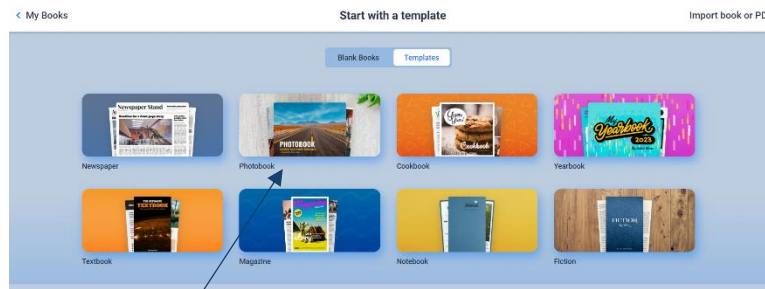 My Books
Start with a template
Import book or PD
Blank Books
Templates
Newspaper Stand
PHOTOBOOK
Cookbook
My
Yearbook
2023
Newspaper
Photobook
Cookbook
Yearbook
TEXTBOOK
FICTION
Textbook
Magazine
Notebook
Fiction